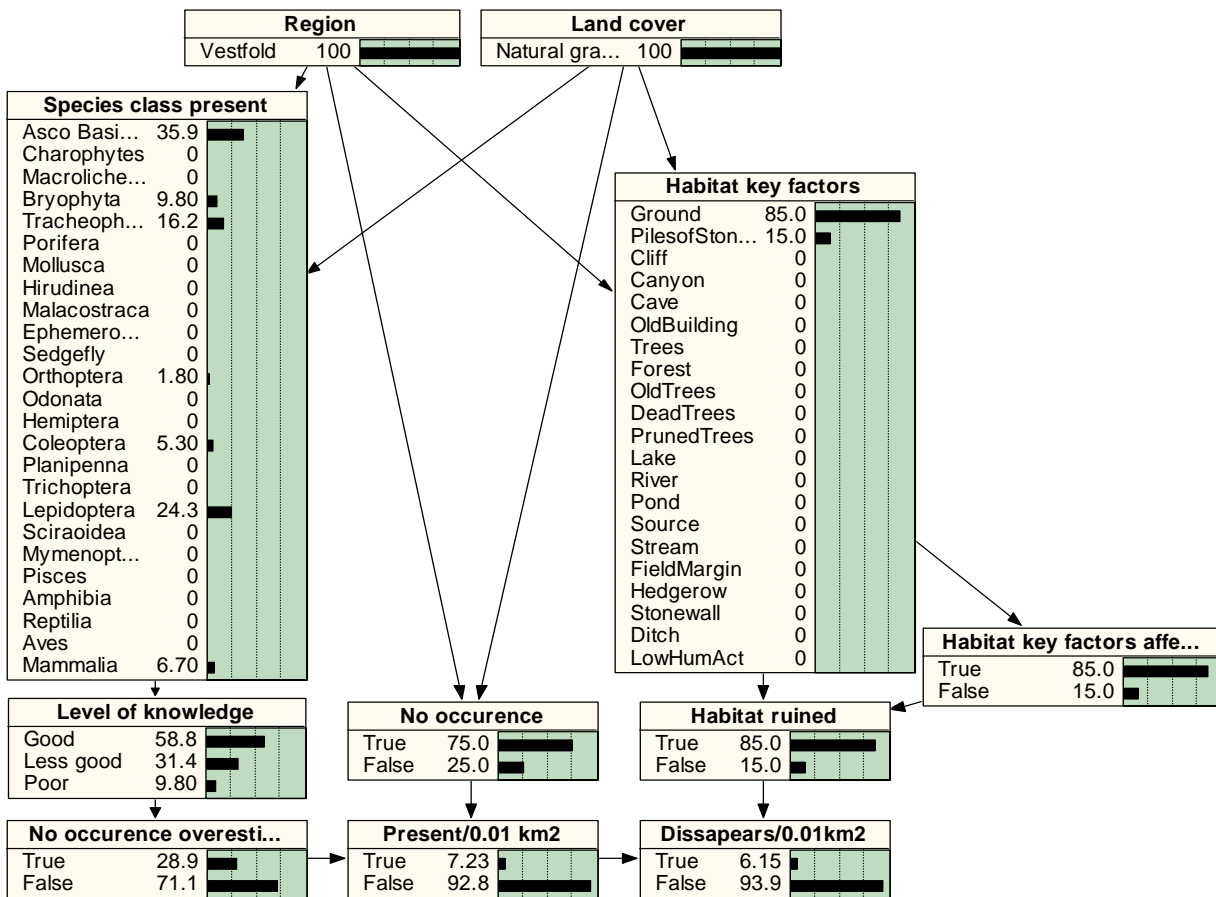 Region
Vestfold 100
Land cover
Natural gra... 100
Species class present
Asco Basi... 35.9
Charophytes 0
Macroliche... 0
Bryophyta 9.80
Tracheoph... 16.2
Porifera 0
Mollusca 0
Hirudinea 0
Malacostraca 0
Ephemero... 0
Sedgefly 0
Orthoptera 1.80
Odonata 0
Hemiptera 0
Coleoptera 5.30
Planipenna 0
Trichoptera 0
Lepidoptera 24.3
Sciraoidea 0
Mymenopt... 0
Pisces 0
Amphibia 0
Reptilia 0
Aves 0
Mammalia 6.70
Habitat key factors
Ground 85.0
PilesofSton... 15.0
Cliff 0
Canyon 0
Cave 0
OldBuilding 0
Trees 0
Forest 0
OldTrees 0
DeadTrees 0
PrunedTrees 0
Lake 0
River 0
Pond 0
Source 0
Stream 0
FieldMargin 0
Hedgerow 0
Stonewall 0
Ditch 0
LowHumAct 0
Habitat key factors affe...
True 85.0
False 15.0
Level of knowledge
Good 58.8
Less good 31.4
Poor 9.80
No occurence
True 75.0
False 25.0
Habitat ruined
True 85.0
False 15.0
No occurence overesti...
True 28.9
False 71.1
Present/0.01 km2
True 7.23
False 92.8
Dissapears/0.01km2
True 6.15
False 93.9